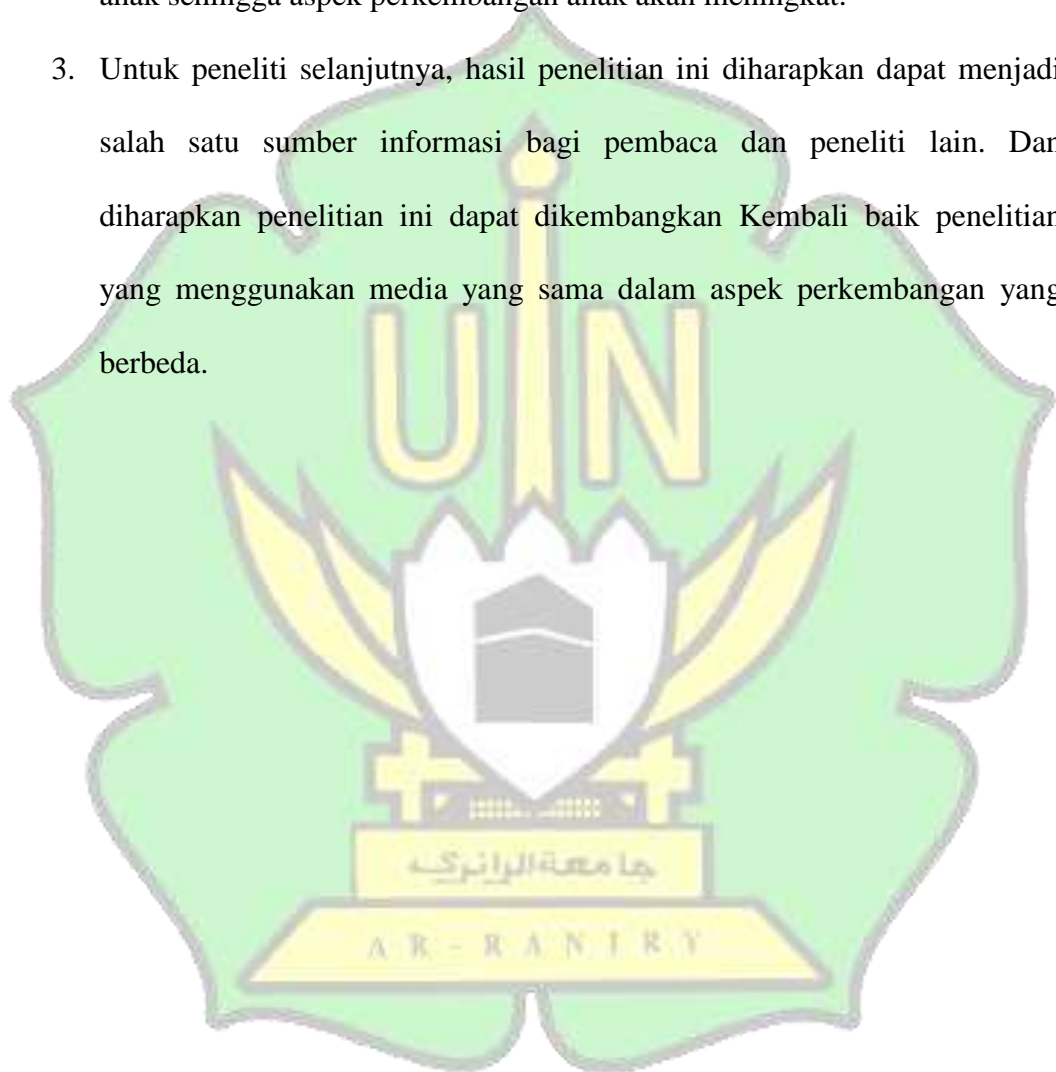 anak sehingga aspek perkembangan anak akan meningkat.
3. Untuk peneliti selanjutnya, hasil penelitian ini diharapkan dapat menjadi
salah satu sumber informasi bagi pembaca dan peneliti lain. Dan
diharapkan penelitian ini dapat dikembangkan Kembali baik penelitian
yang menggunakan media yang sama dalam aspek perkembangan yang
berbeda.
UIN
جامعة الرانري
AR-RANIRY